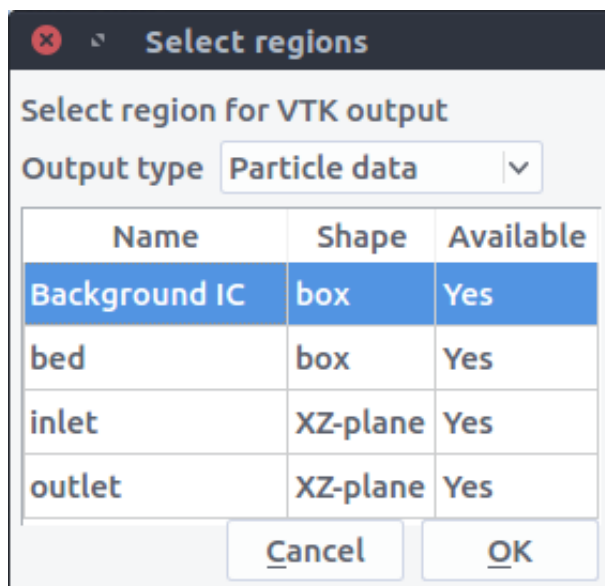 Select regions
Select region for VTK output
Output type Particle data
Name Shape Available
Background IC box Yes
bed box Yes
inlet XZ-plane Yes
outlet XZ-plane Yes
Cancel OK